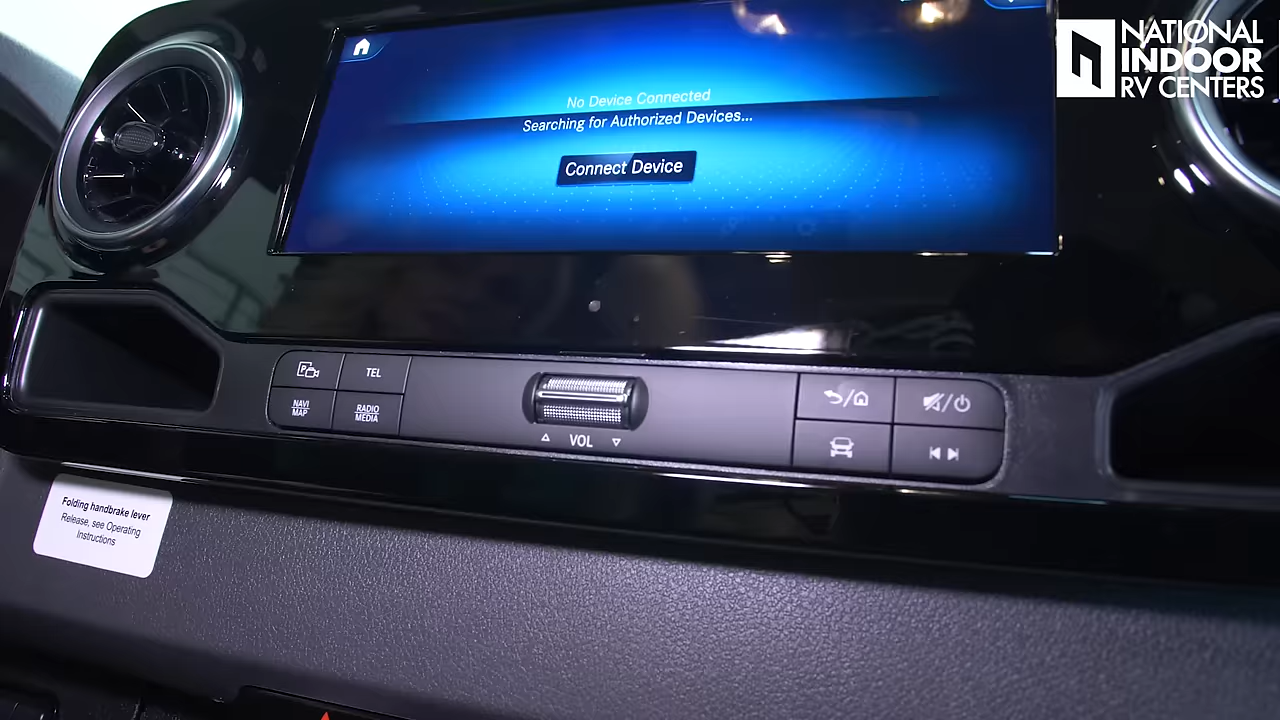 NATIONAL
INDOOR
RV CENTERS
No Device Connected
Searching for Authorized Devices...
Connect Device
P
TEL
NAVI
MAP
RADIO
MEDIA
VOL
Folding handbrake lever
Release, see Operating
Instructions